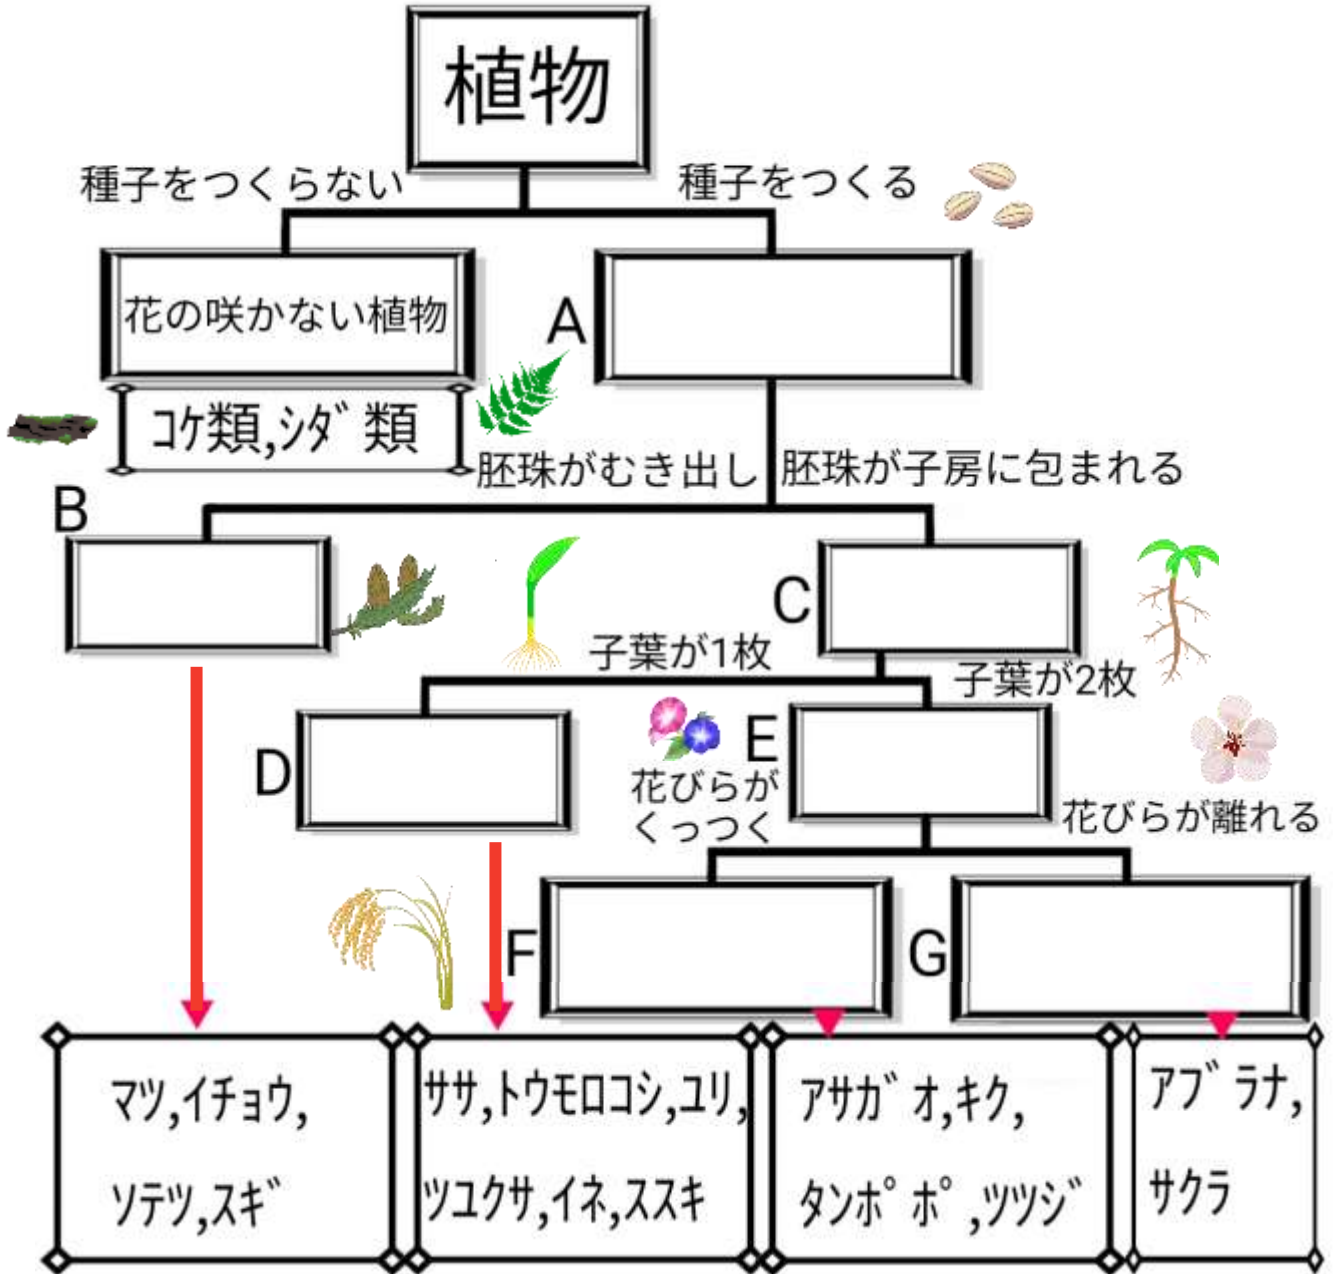 植物
種子をつくらない
種子をつくる
花の咲かない植物
A
コケ類,シダ類
胚珠がむき出し
胚珠が子房に包まれる
B
C
子葉が1枚
子葉が2枚
D
E
花びらが
くっつく
花びらが離れる
F
G
マツ,イチョウ,
ソテツ,スギ
ササ,トウモロコシ,ユリ,
ツユクサ,イネ,ススキ
アサガオ,キク,
タンポポ,ツツジ
アブラナ,
サクラ